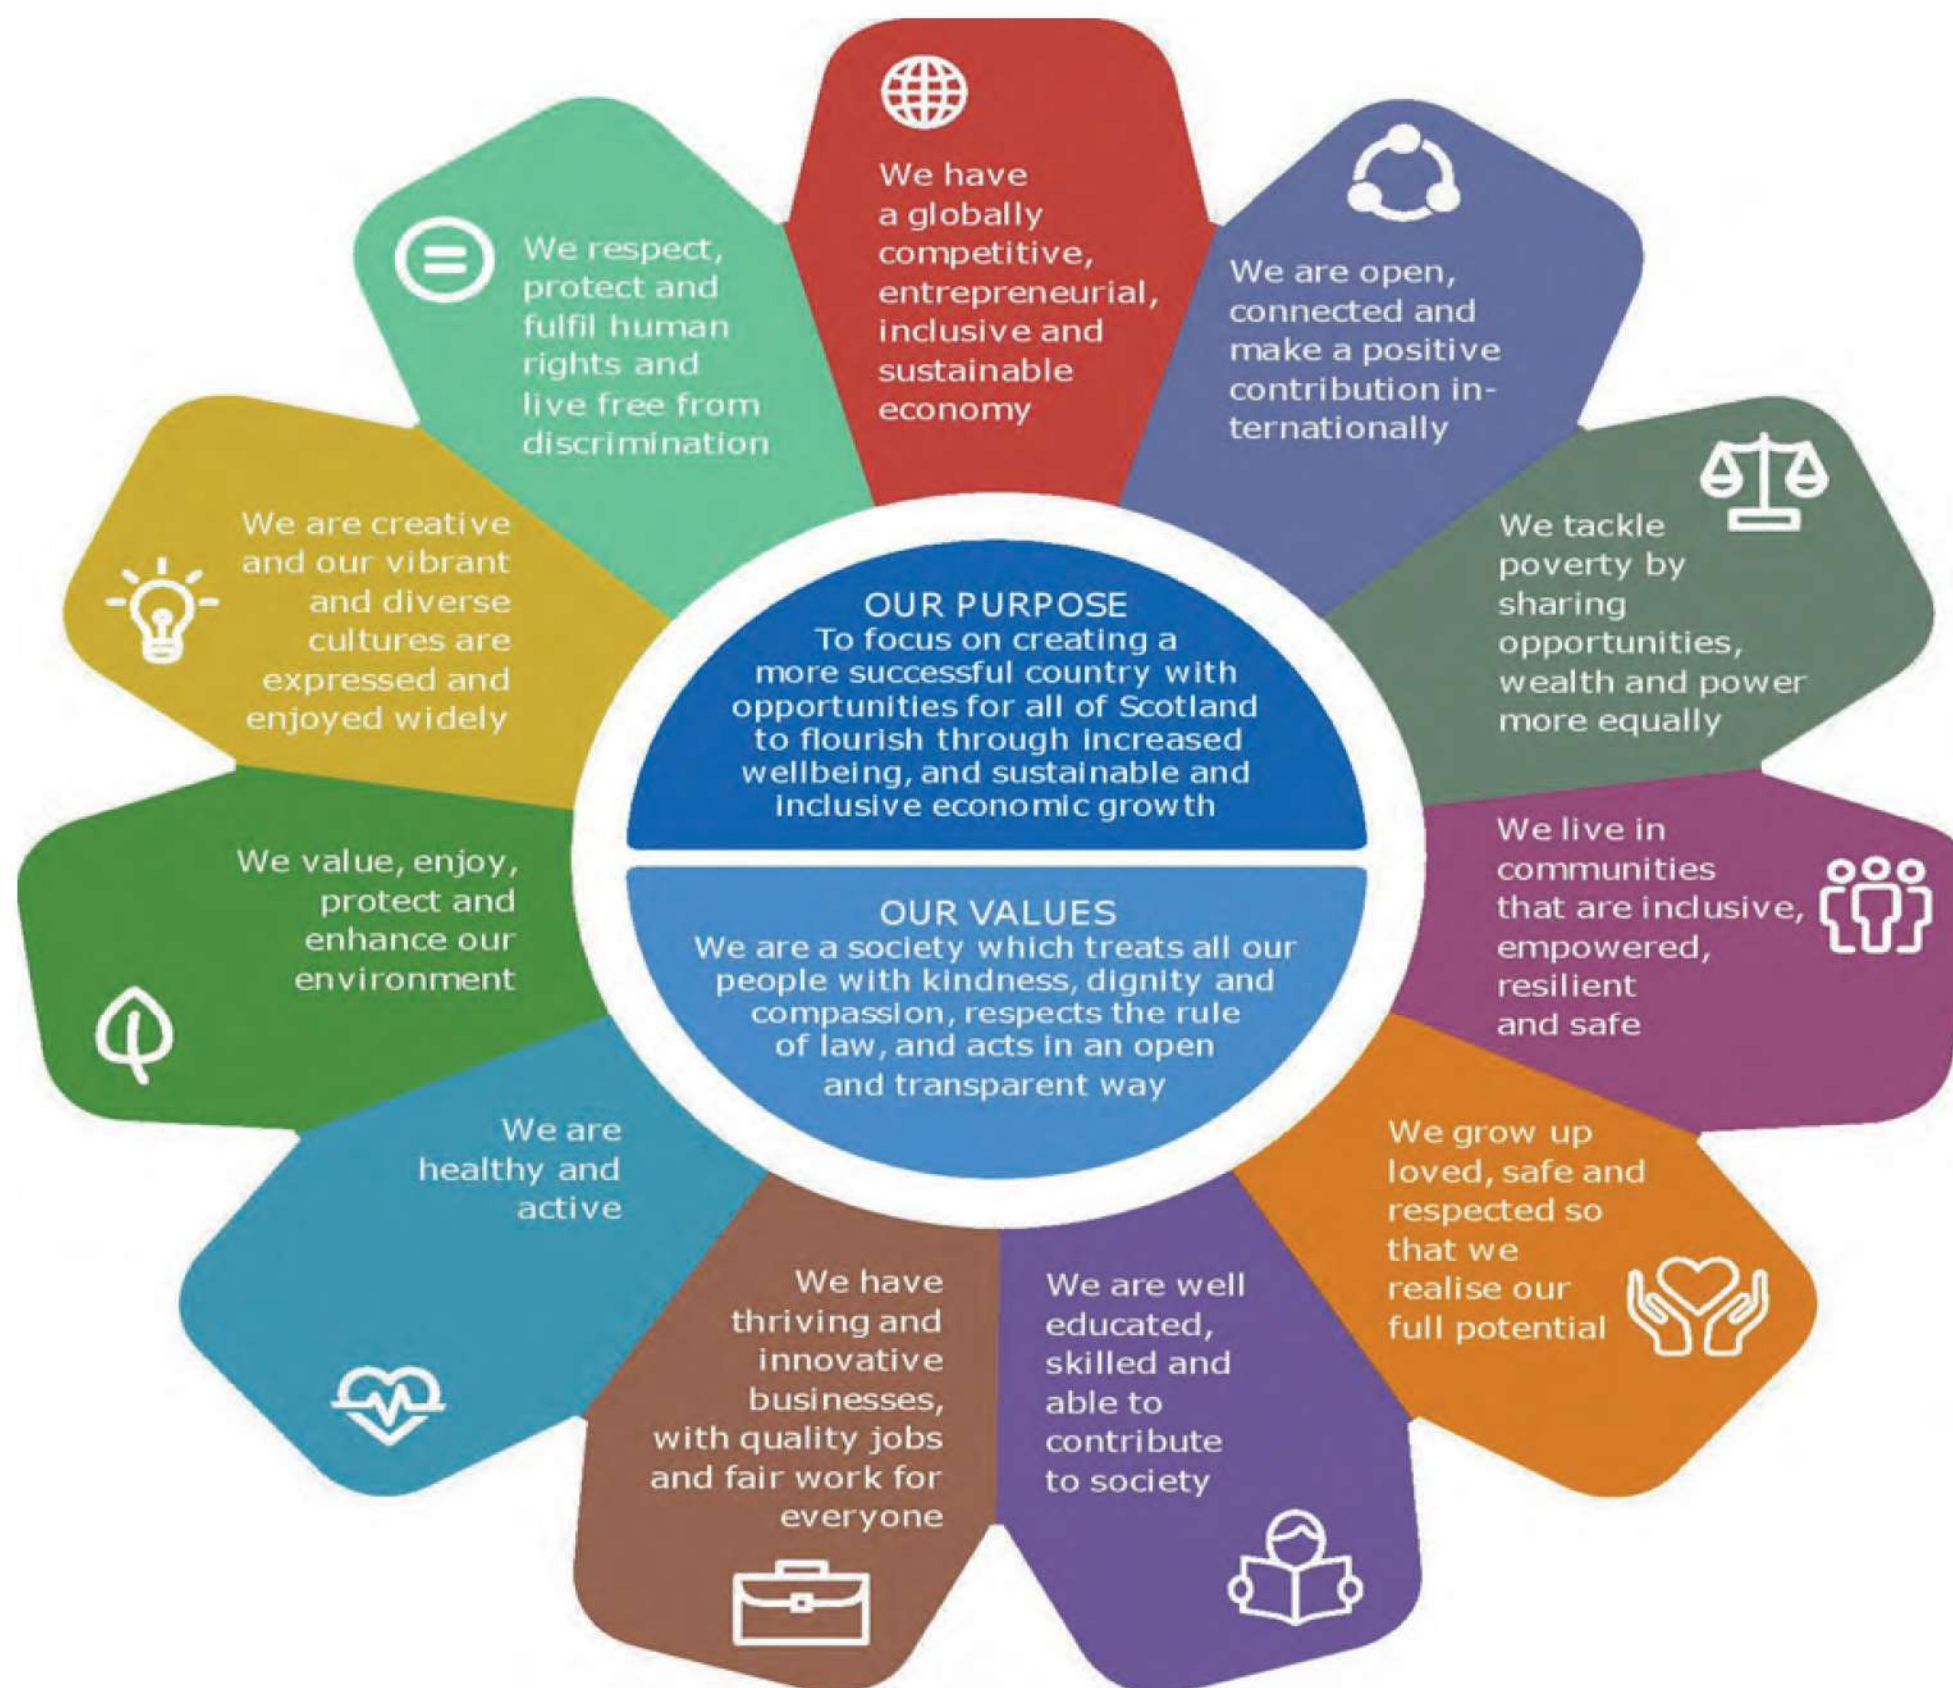 We have
a globally
competitive,
entrepreneurial,
inclusive and
sustainable
economy
We are open,
connected and
make a positive
contribution in-
ternationally
We tackle
poverty by
sharing
opportunities,
wealth and power
more equally
We live in
communities
that are inclusive,
empowered,
resilient
and safe
We grow up
loved, safe and
respected so
that we
realise our
full potential
We are well
educated,
skilled and
able to
contribute
to society
We have
thriving and
innovative
businesses,
with quality jobs
and fair work for
everyone
We are
healthy and
active
We value, enjoy,
protect and
enhance our
environment
We are creative
and our vibrant
and diverse
cultures are
expressed and
enjoyed widely
We respect,
protect and
fulfil human
rights and
live free from
discrimination
OUR PURPOSE
To focus on creating a
more successful country with
opportunities for all of Scotland
to flourish through increased
wellbeing, and sustainable and
inclusive economic growth
OUR VALUES
We are a society which treats all our
people with kindness, dignity and
compassion, respects the rule
of law, and acts in an open
and transparent way